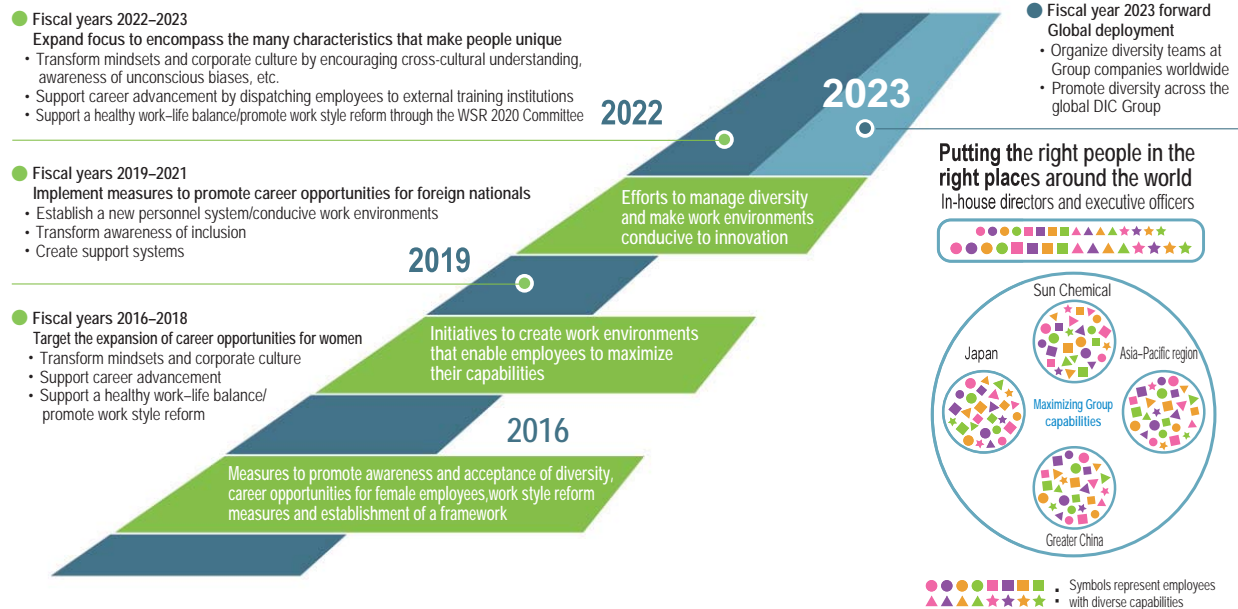 Fiscal years 2022–2023
Expand focus to encompass the many characteristics that make people unique
• Transform mindsets and corporate culture by encouraging cross-cultural understanding,
awareness of unconscious biases, etc.
• Support career advancement by dispatching employees to external training institutions
• Support a healthy work–life balance/promote work style reform through the WSR 2020 Committee
2022
2023
Fiscal year 2023 forward
Global deployment
• Organize diversity teams at
Group companies worldwide
• Promote diversity across the
global DIC Group
Fiscal years 2019–2021
Implement measures to promote career opportunities for foreign nationals
• Establish a new personnel system/conducive work environments
• Transform awareness of inclusion
• Create support systems
2019
Efforts to manage diversity
and make work environments
conducive to innovation
Fiscal years 2016–2018
Target the expansion of career opportunities for women
• Transform mindsets and corporate culture
• Support career advancement
• Support a healthy work–life balance/
promote work style reform
Initiatives to create work environments
that enable employees to maximize
their capabilities
2016
Measures to promote awareness and acceptance of diversity,
career opportunities for female employees,work style reform
measures and establishment of a framework
Putting the right people in the
right places around the world
In-house directors and executive officers
Sun Chemical
Japan
Asia–Pacific region
Maximizing Group
capabilities
Greater China
: Symbols represent employees
with diverse capabilities